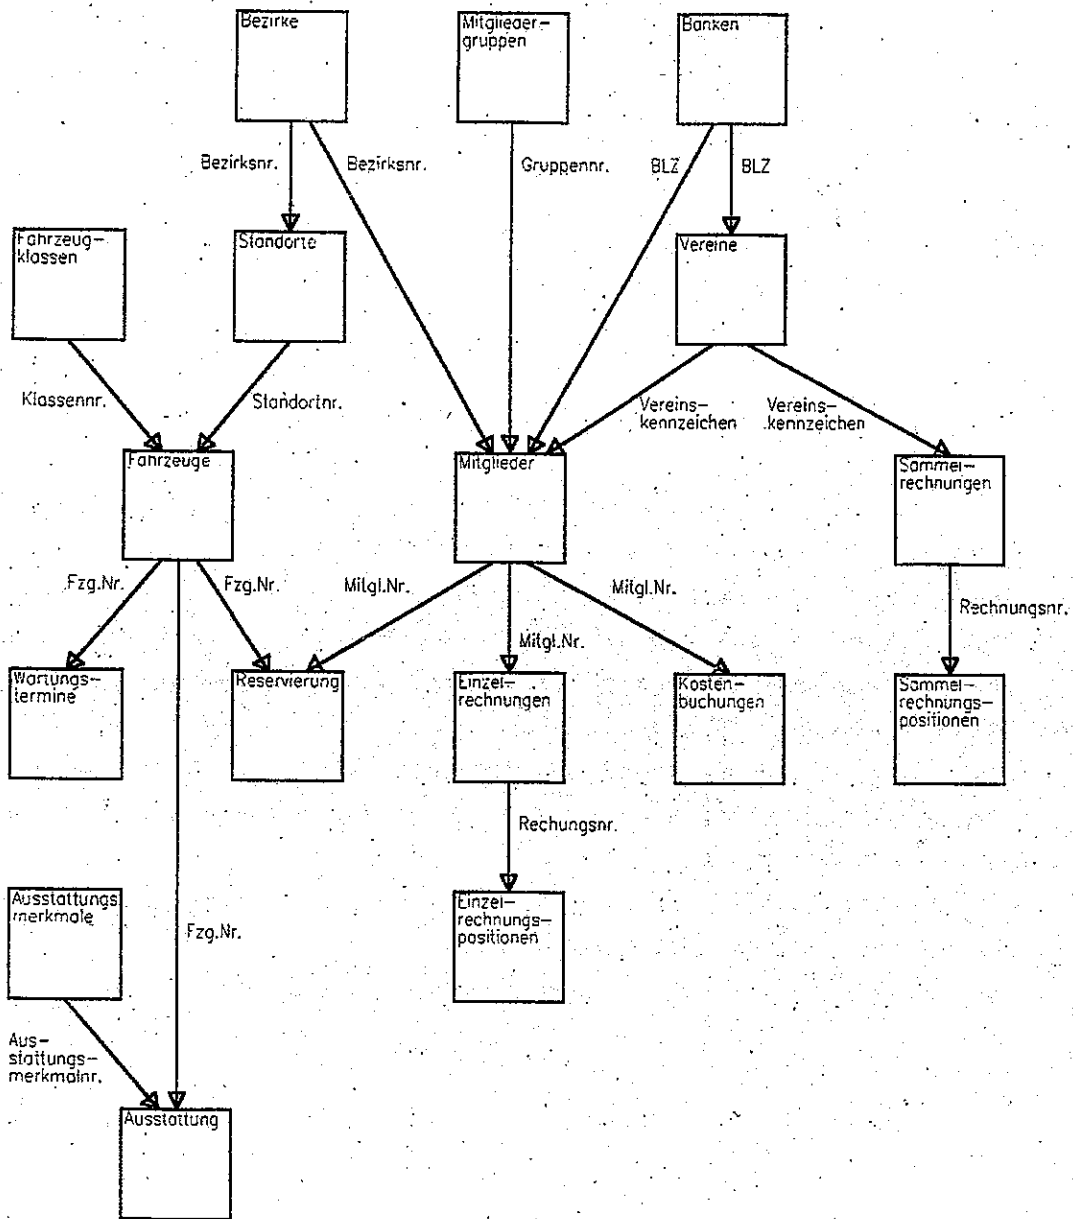 Bezirke
Mitglieder-
gruppen
Banken
Bezirksnr.
Bezirksnr.
Gruppennr.
BLZ
BLZ
Fahrzeug-
klassen
Standorte
Vereine
Klassennr.
Standortnr.
Vereins-
kennzeichen
Vereins-
kennzeichen
Fahrzeuge
Mitglieder
Sammel-
rechnungen
Fzg.Nr.
Fzg.Nr.
Mitgl.Nr.
Mitgl.Nr.
Mitgl.Nr.
Rechnungsnr.
Wartungs-
termine
Reservierung
Einzel-
rechnungen
Kosten-
buchungen
Sammel-
rechnungs-
positionen
Rechungsnr.
Ausstattungs
merkmale
Fzg.Nr.
Einzel-
rechnungs-
positionen
Aus-
stattungs-
merkmalnr.
Ausstattung